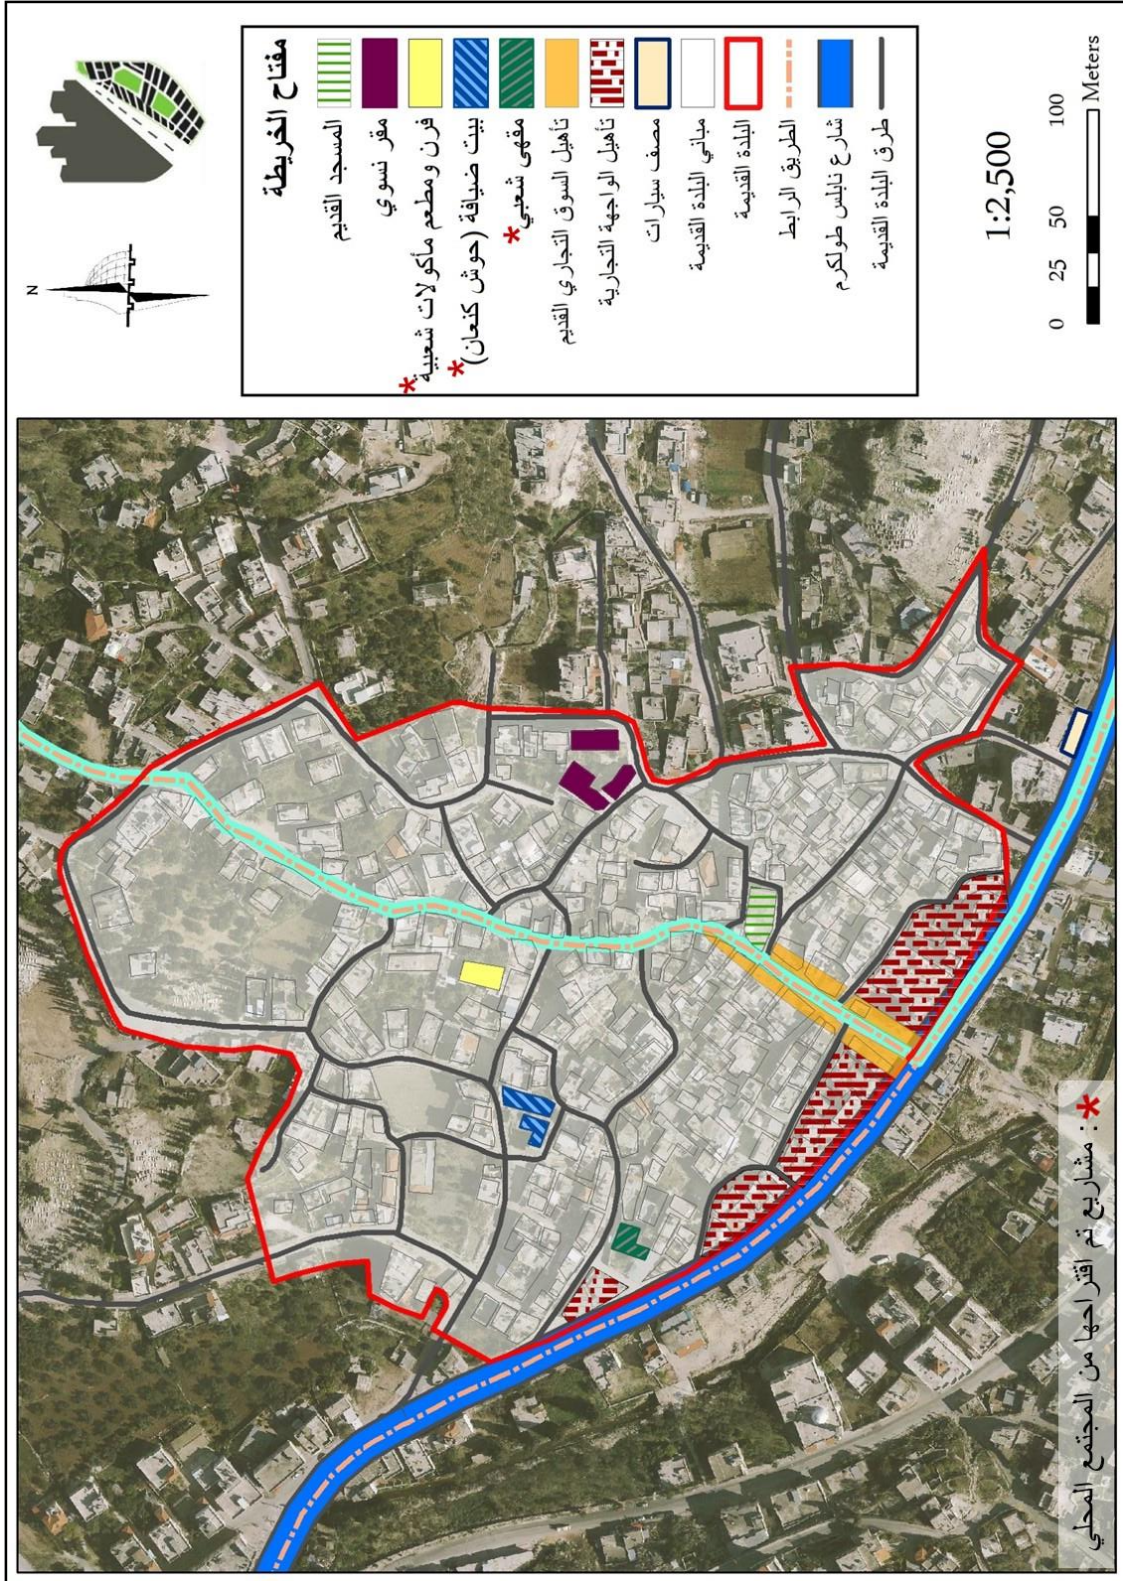 N
مفتاح الخريطة
المسجد القديم
مقر نسوي
فرن ومطعم مأكولات شعبية*
بيت ضيافة (حوش كنعان)*
مقهى شعبي*
تأهيل السوق التجاري القديم
تأهيل الواجهة التجارية
مصف سيارات
مباني البلدة القديمة
البلدة القديمة
الطريق الرابط
شارع نابلس طولكرم
طرق البلدة القديمة
1:2,500
0 25 50 100
Meters
*: مشاريع تم اقتراحها من المجتمع المحلي